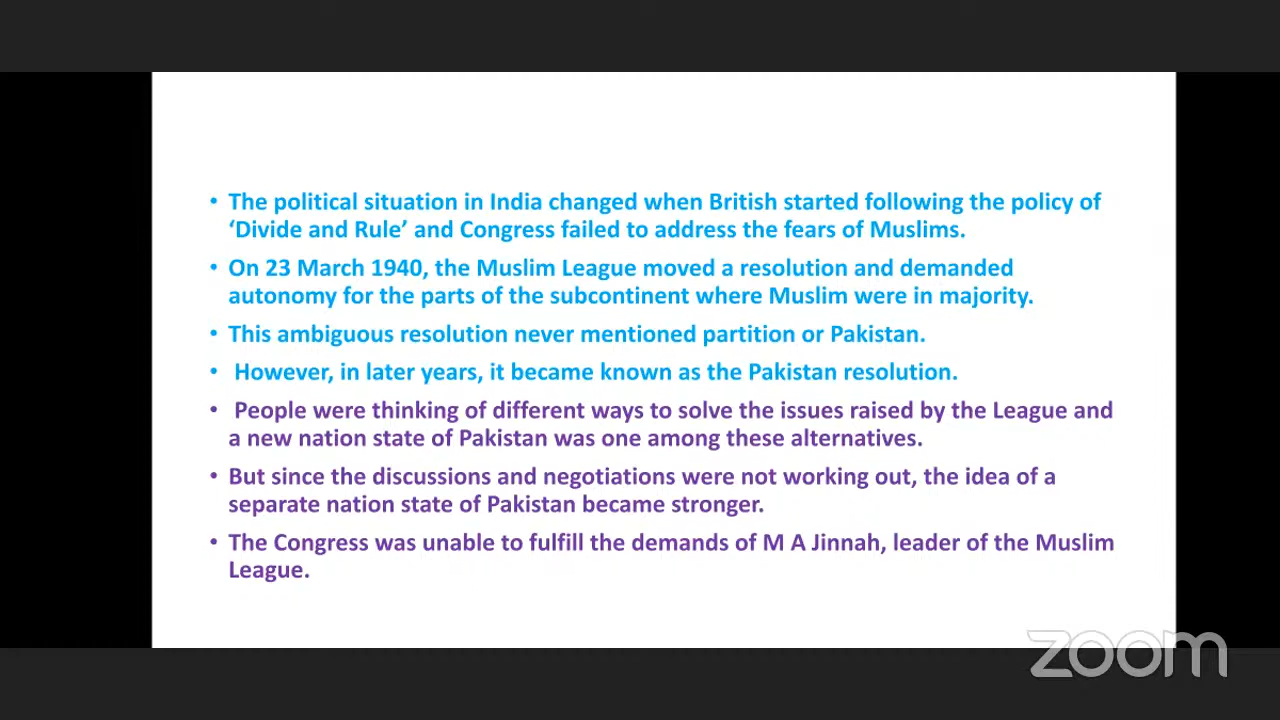 • The political situation in India changed when British started following the policy of
‘Divide and Rule’ and Congress failed to address the fears of Muslims.
• On 23 March 1940, the Muslim League moved a resolution and demanded
autonomy for the parts of the subcontinent where Muslim were in majority.
• This ambiguous resolution never mentioned partition or Pakistan.
• However, in later years, it became known as the Pakistan resolution.
• People were thinking of different ways to solve the issues raised by the League and
a new nation state of Pakistan was one among these alternatives.
• But since the discussions and negotiations were not working out, the idea of a
separate nation state of Pakistan became stronger.
• The Congress was unable to fulfill the demands of M A Jinnah, leader of the Muslim
League.
zoom